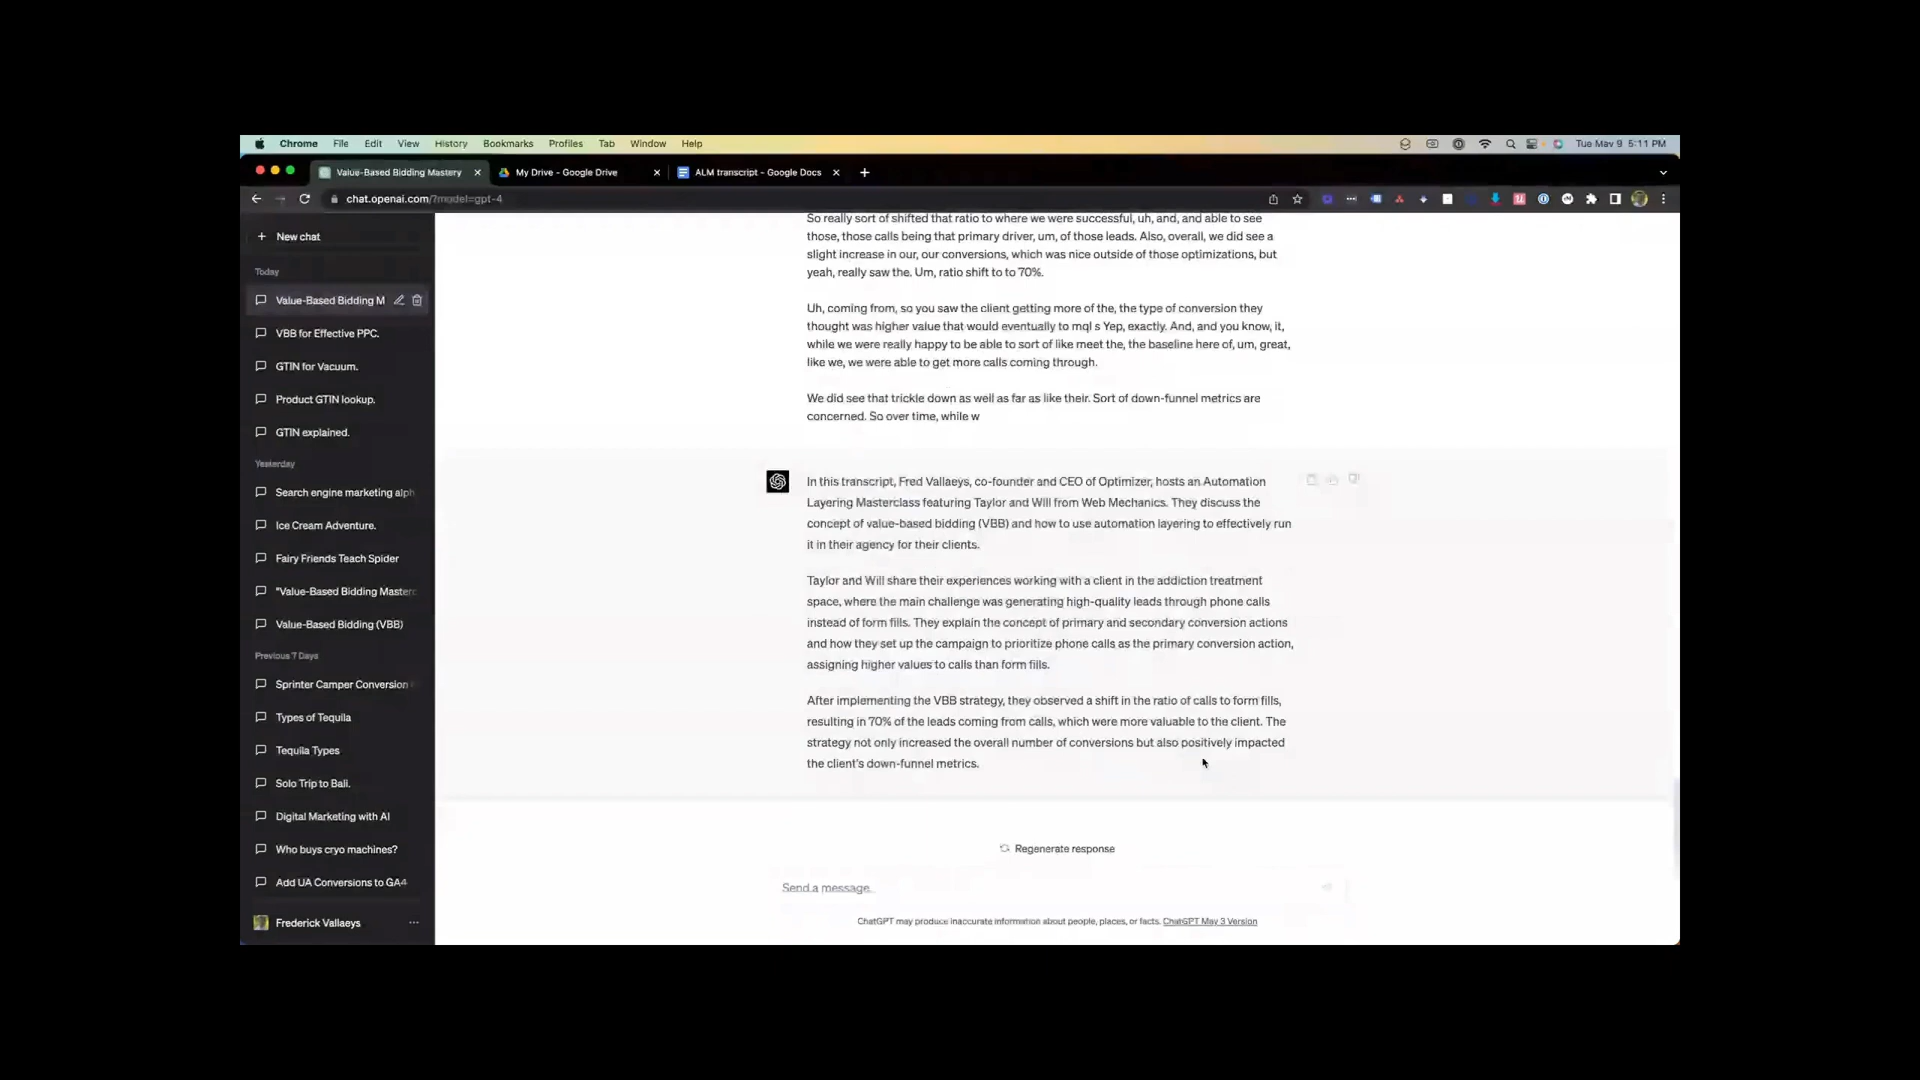 Chrome File Edit View History Bookmarks Profiles Tab Window Help Tue May 9 5:11 PM
Value-Based Bidding Mastery My Drive - Google Drive ALM transcript - Google Docs
chat.openai.com/?model=gpt-4
New chat
Today
Value-Based Bidding M
VBB for Effective PPC.
GTIN for Vacuum.
Product GTIN lookup.
GTIN explained.
Yesterday
Search engine marketing alph
Ice Cream Adventure.
Fairy Friends Teach Spider
"Value-Based Bidding Masterc
Value-Based Bidding (VBB)
Previous 7 Days
Sprinter Camper Conversion
Types of Tequila
Tequila Types
Solo Trip to Bali.
Digital Marketing with AI
Who buys cryo machines?
Add UA Conversions to GA4
Frederick Vallaeys
So really sort of shifted that ratio to where we were successful, uh, and, and able to see
those, those calls being that primary driver, um, of those leads. Also, overall, we did see a
slight increase in our, our conversions, which was nice outside of those optimizations, but
yeah, really saw the. Um, ratio shift to to 70%.
Uh, coming from, so you saw the client getting more of the, the type of conversion they
thought was higher value that would eventually to mql s Yep, exactly. And, and you know, it,
while we were really happy to be able to sort of like meet the, the baseline here of, um, great,
like we, we were able to get more calls coming through.
We did see that trickle down as well as far as like their. Sort of down-funnel metrics are
concerned. So over time, while w
In this transcript, Fred Vallaeys, co-founder and CEO of Optimizer, hosts an Automation
Layering Masterclass featuring Taylor and Will from Web Mechanics. They discuss the
concept of value-based bidding (VBB) and how to use automation layering to effectively run
it in their agency for their clients.
Taylor and Will share their experiences working with a client in the addiction treatment
space, where the main challenge was generating high-quality leads through phone calls
instead of form fills. They explain the concept of primary and secondary conversion actions
and how they set up the campaign to prioritize phone calls as the primary conversion action,
assigning higher values to calls than form fills.
After implementing the VBB strategy, they observed a shift in the ratio of calls to form fills,
resulting in 70% of the leads coming from calls, which were more valuable to the client. The
strategy not only increased the overall number of conversions but also positively impacted
the client's down-funnel metrics.
Regenerate response
Send a message.
ChatGPT may produce inaccurate information about people, places, or facts. ChatGPT May 3 Version